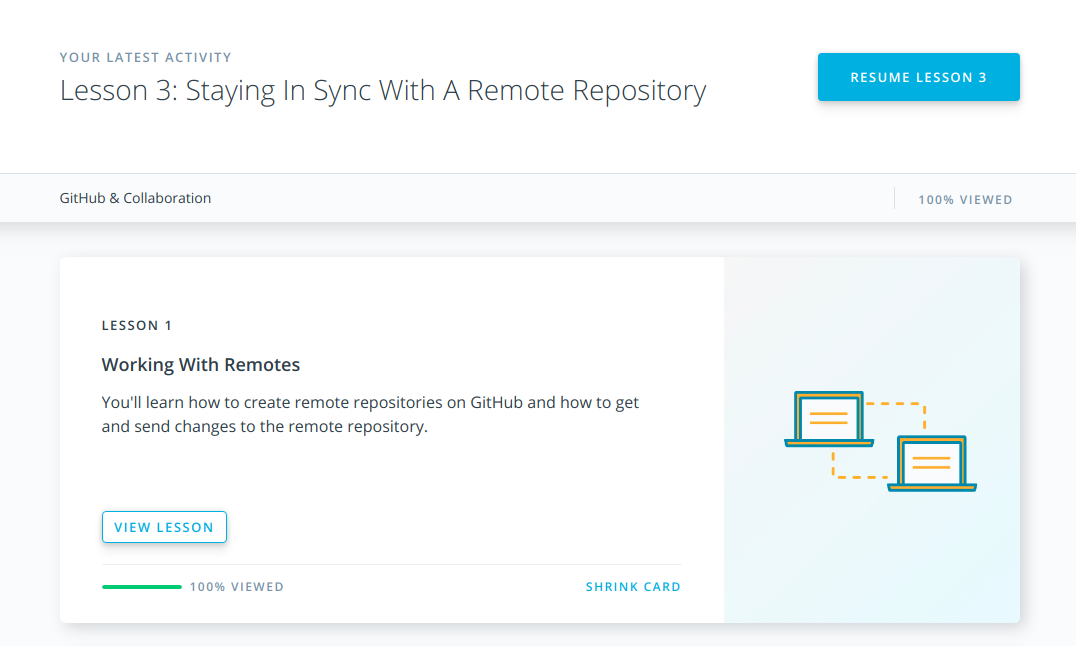 YOUR LATEST ACTIVITY
Lesson 3: Staying In Sync With A Remote Repository
RESUME LESSON 3
GitHub & Collaboration
100% VIEWED
LESSON 1
Working With Remotes
You'll learn how to create remote repositories on GitHub and how to get
and send changes to the remote repository.
VIEW LESSON
100% VIEWED
SHRINK CARD